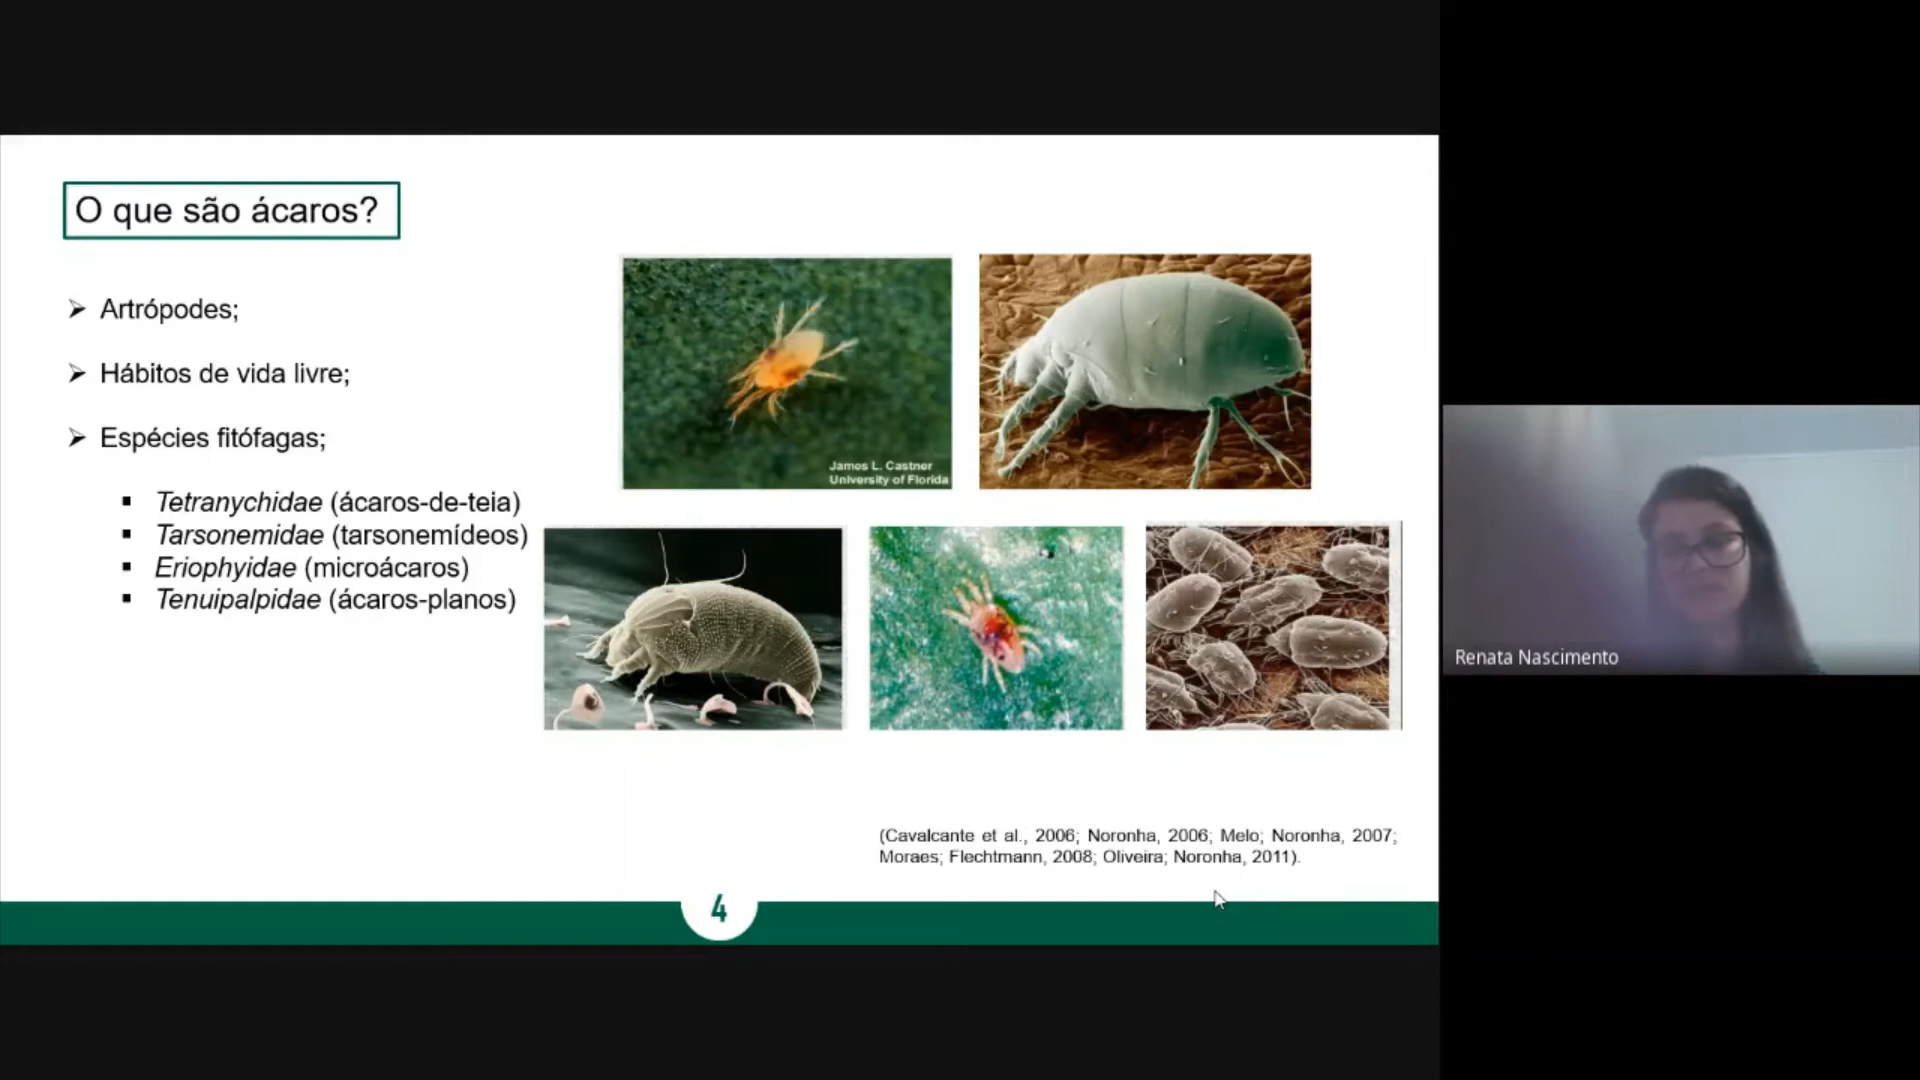 O que são ácaros?
Artrópodes;
Hábitos de vida livre;
Espécies fitófagas;
Tetranychidae (ácaros-de-teia)
Tarsonemidae (tarsonemídeos)
Eriophyidae (microácaros)
Tenuipalpidae (ácaros-planos)
James L. Castner
University of Florida
(Cavalcante et al., 2006; Noronha, 2006; Melo; Noronha, 2007;
Moraes; Flechtmann, 2008; Oliveira; Noronha, 2011).
4
Renata Nascimento